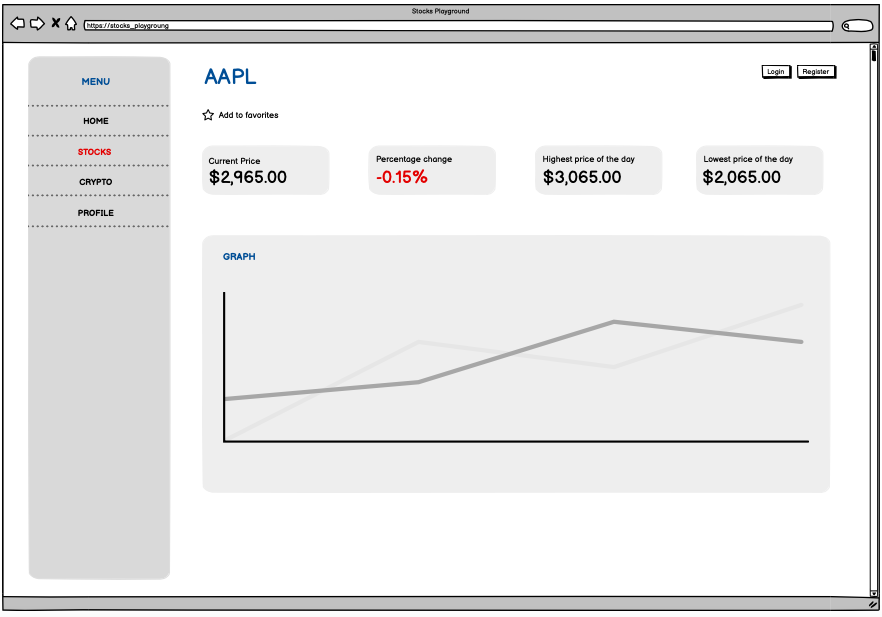 Stocks Playground
https://stocks_playgroung
MENU
HOME
STOCKS
CRYPTO
PROFILE
AAPL
Login
Register
Add to favorites
Current Price
$2,965.00
Percentage change
-0.15%
Highest price of the day
$3,065.00
Lowest price of the day
$2,065.00
GRAPH